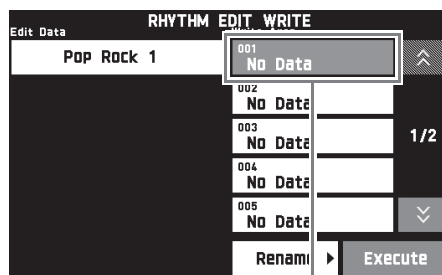 RHYTHM EDIT WRITE
Edit Data
Pop Rock 1
001
No Data
002
No Data
003
No Data
1/2
004
No Data
005
No Data
Rename
Execute